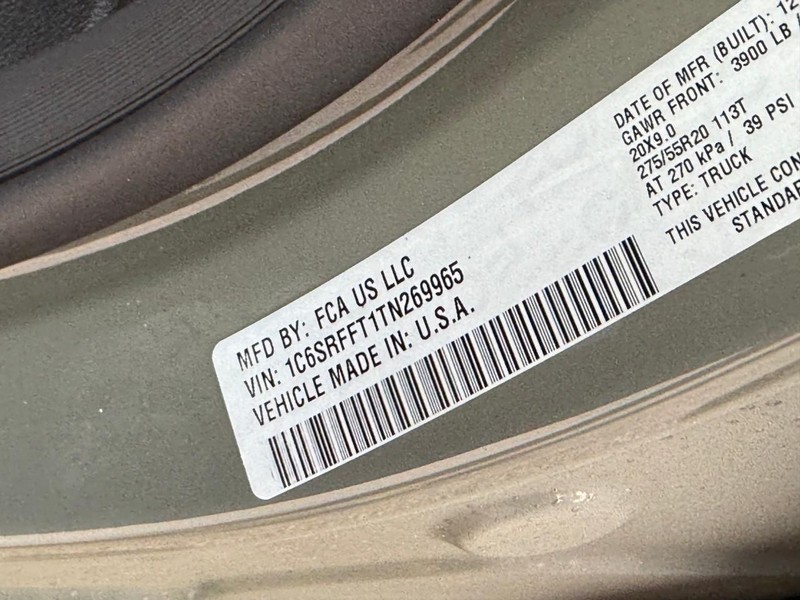 MFD BY: FCA US LLC
VIN: 1C6SRFFT1TN269965
VEHICLE MADE IN: U.S.A.
DATE OF MFR (BUILT): 12
GAWR FRONT: 3900 LB /
20X9.0
275/55R20 113T
AT 270 kPa / 39 PSI
TYPE: TRUCK
THIS VEHICLE CON
STANDAR